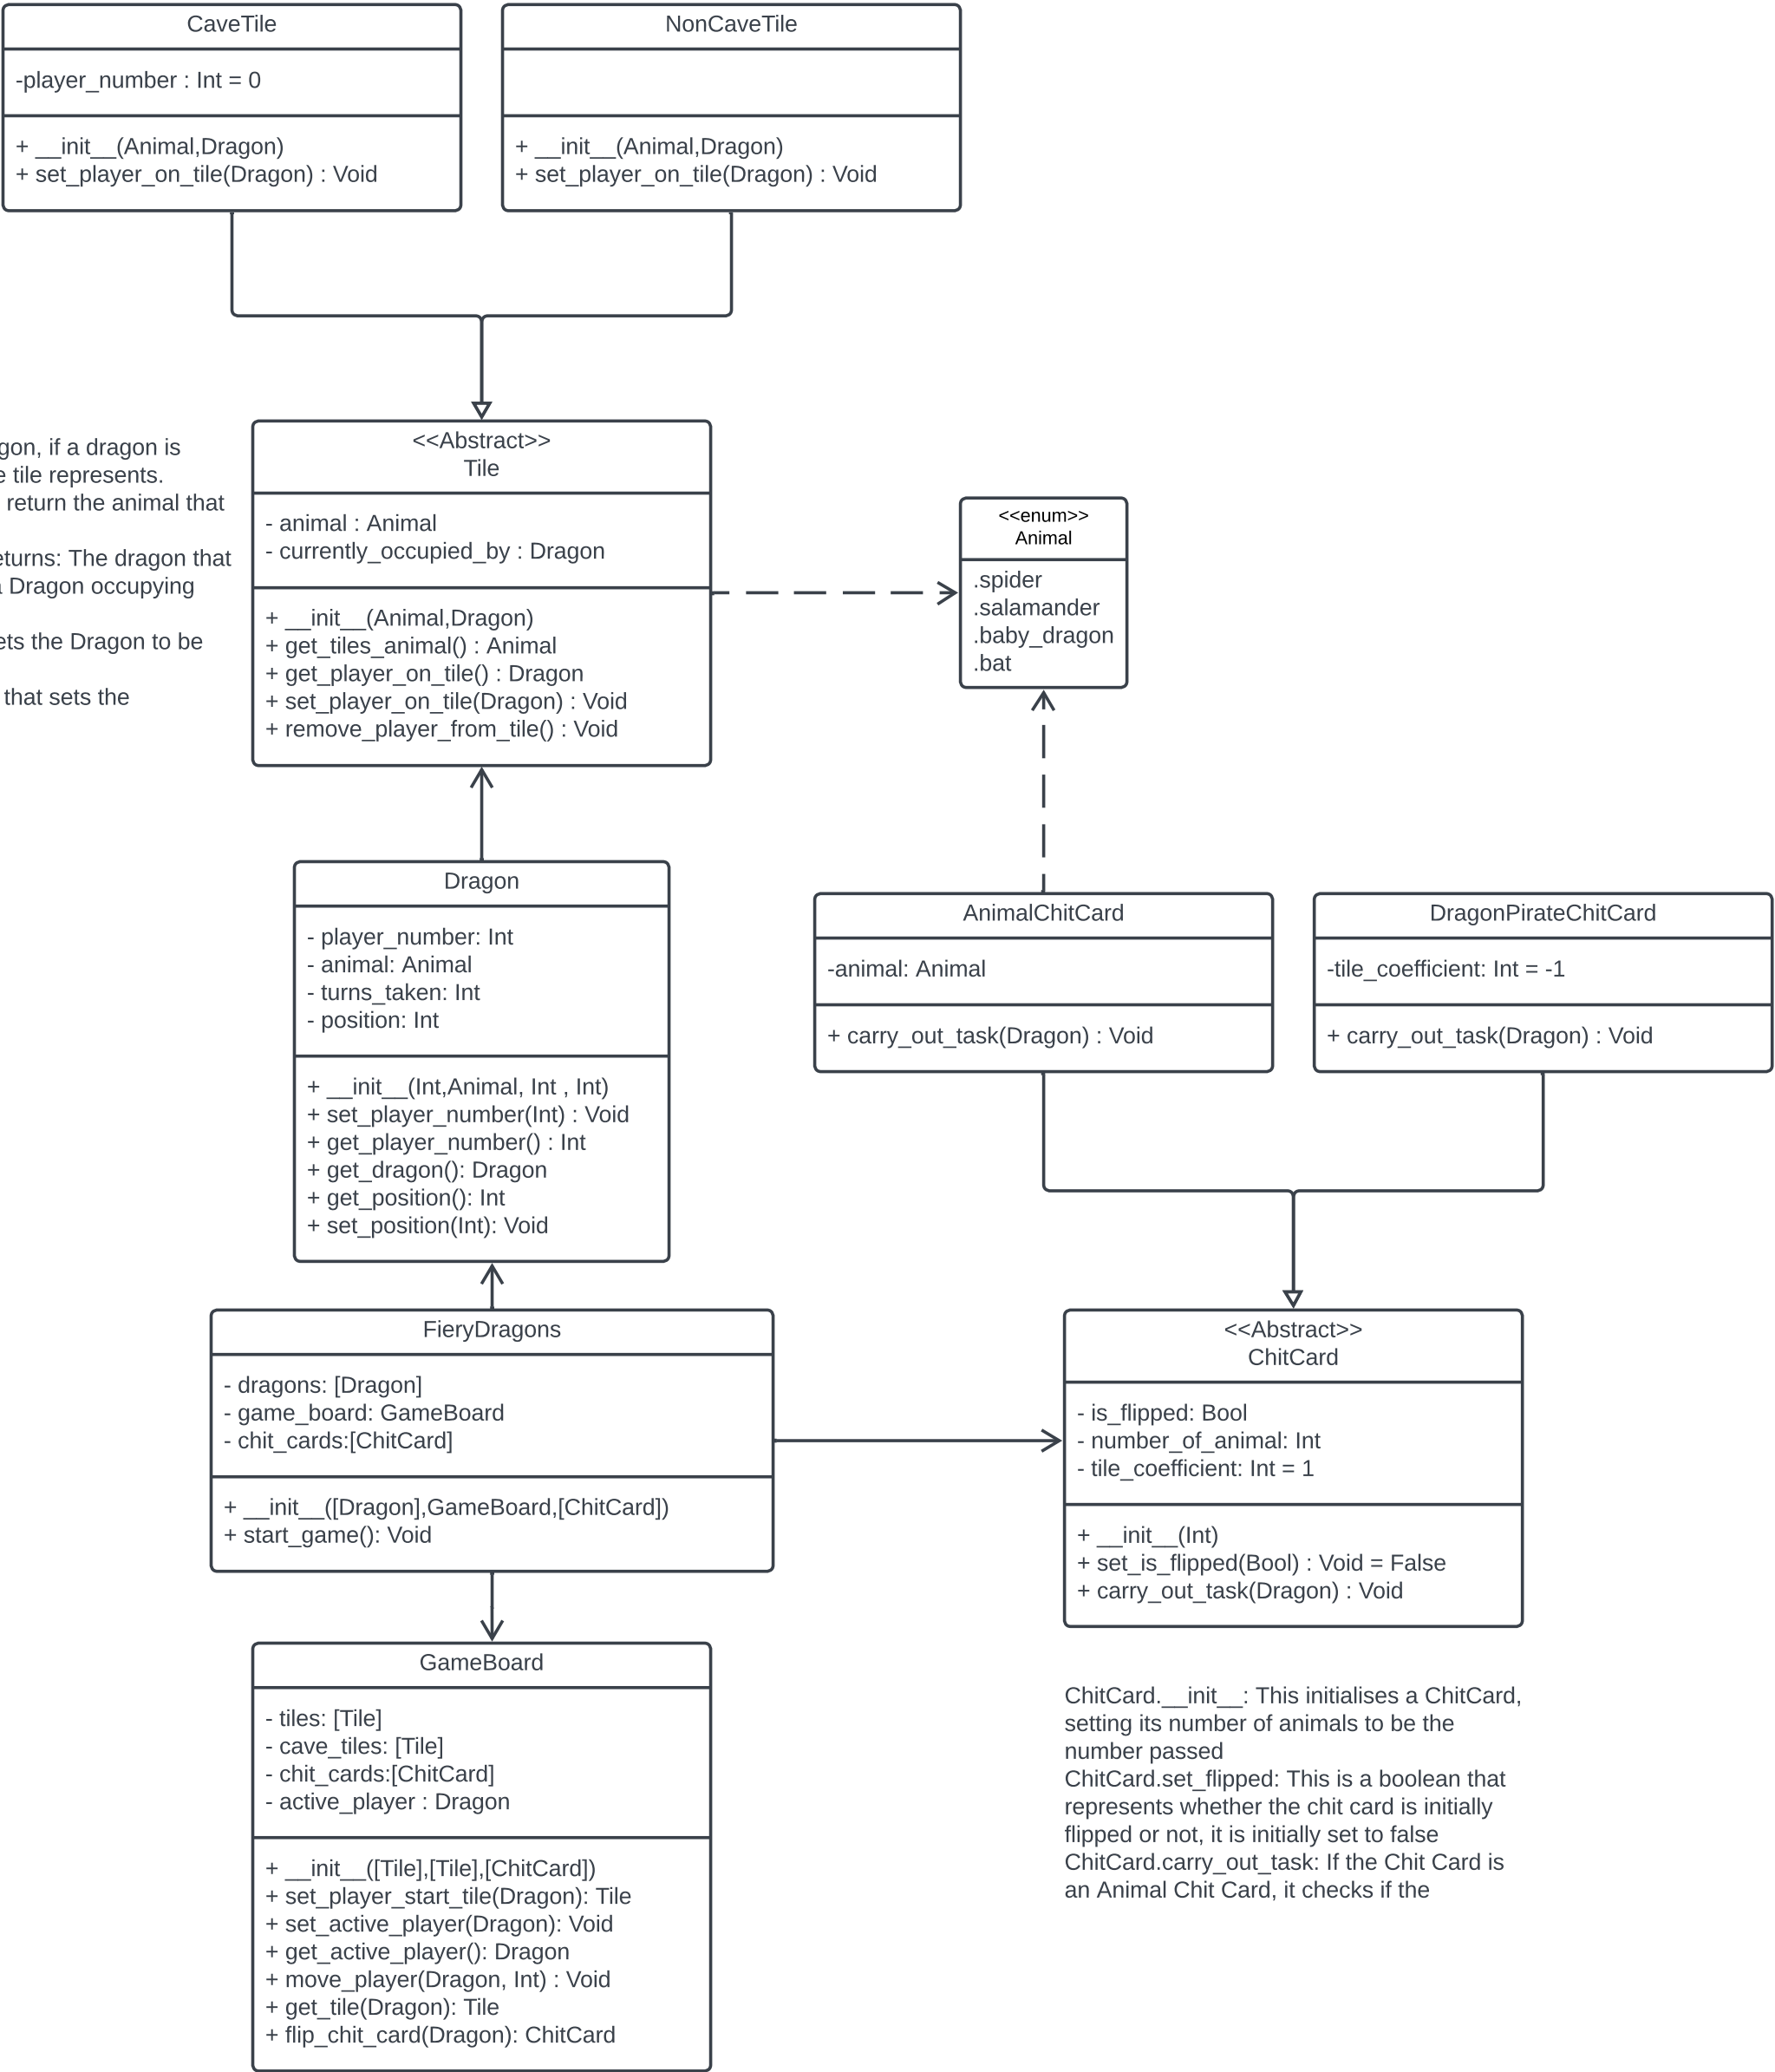 CaveTile
-player_number : Int = 0
+ __init__(Animal,Dragon)
+ set_player_on_tile(Dragon) : Void
NonCaveTile
+ __init__(Animal,Dragon)
+ set_player_on_tile(Dragon) : Void
gon, if a dragon is
e tile represents.
return the animal that
eturns: The dragon that
a Dragon occupying
ets the Dragon to be
that sets the
<<Abstract>>
Tile
- animal : Animal
- currently_occupied_by : Dragon
+ __init__(Animal,Dragon)
+ get_tiles_animal() : Animal
+ get_player_on_tile() : Dragon
+ set_player_on_tile(Dragon) : Void
+ remove_player_from_tile() : Void
<<enum>>
Animal
.spider
.salamander
.baby_dragon
.bat
Dragon
- player_number: Int
- animal: Animal
- turns_taken: Int
- position: Int
+ __init__(Int,Animal, Int , Int)
+ set_player_number(Int) : Void
+ get_player_number() : Int
+ get_dragon(): Dragon
+ get_position(): Int
+ set_position(Int): Void
AnimalChitCard
-animal: Animal
+ carry_out_task(Dragon) : Void
DragonPirateChitCard
-tile_coefficient: Int = -1
+ carry_out_task(Dragon) : Void
FieryDragons
- dragons: [Dragon]
- game_board: GameBoard
- chit_cards:[ChitCard]
+ __init__([Dragon],GameBoard,[ChitCard])
+ start_game(): Void
<<Abstract>>
ChitCard
- is_flipped: Bool
- number_of_animal: Int
- tile_coefficient: Int = 1
+ __init__(Int)
+ set_is_flipped(Bool) : Void = False
+ carry_out_task(Dragon) : Void
GameBoard
- tiles: [Tile]
- cave_tiles: [Tile]
- chit_cards:[ChitCard]
- active_player : Dragon
+ __init__([Tile],[Tile],[ChitCard])
+ set_player_start_tile(Dragon): Tile
+ set_active_player(Dragon): Void
+ get_active_player(): Dragon
+ move_player(Dragon, Int) : Void
+ get_tile(Dragon): Tile
+ flip_chit_card(Dragon): ChitCard
ChitCard.__init__: This initialises a ChitCard,
setting its number of animals to be the
number passed
ChitCard.set_flipped: This is a boolean that
represents whether the chit card is initially
flipped or not, it is initially set to false
ChitCard.carry_out_task: If the Chit Card is
an Animal Chit Card, it checks if the